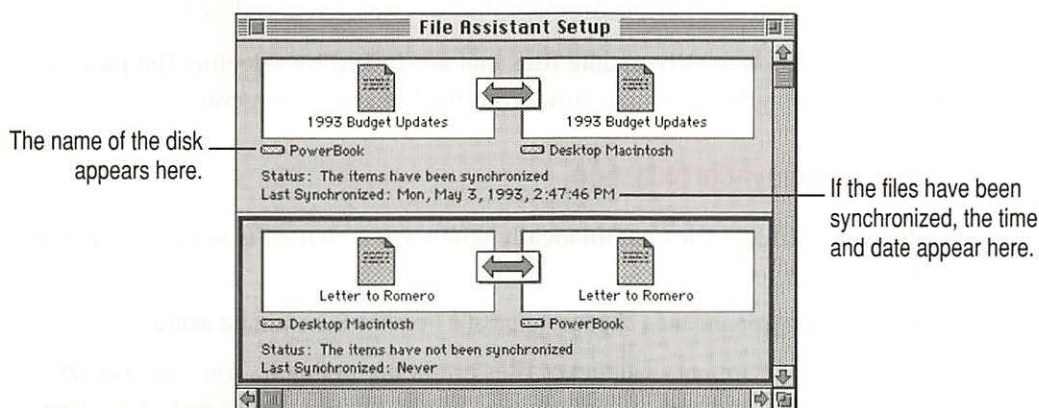 File Assistant Setup
1993 Budget Updates
1993 Budget Updates
The name of the disk
appears here.
PowerBook
Desktop Macintosh
Status: The items have been synchronized
Last Synchronized: Mon, May 3, 1993, 2:47:46 PM
If the files have been
synchronized, the time
and date appear here.
Letter to Romero
Letter to Romero
Desktop Macintosh
PowerBook
Status: The items have not been synchronized
Last Synchronized: Never